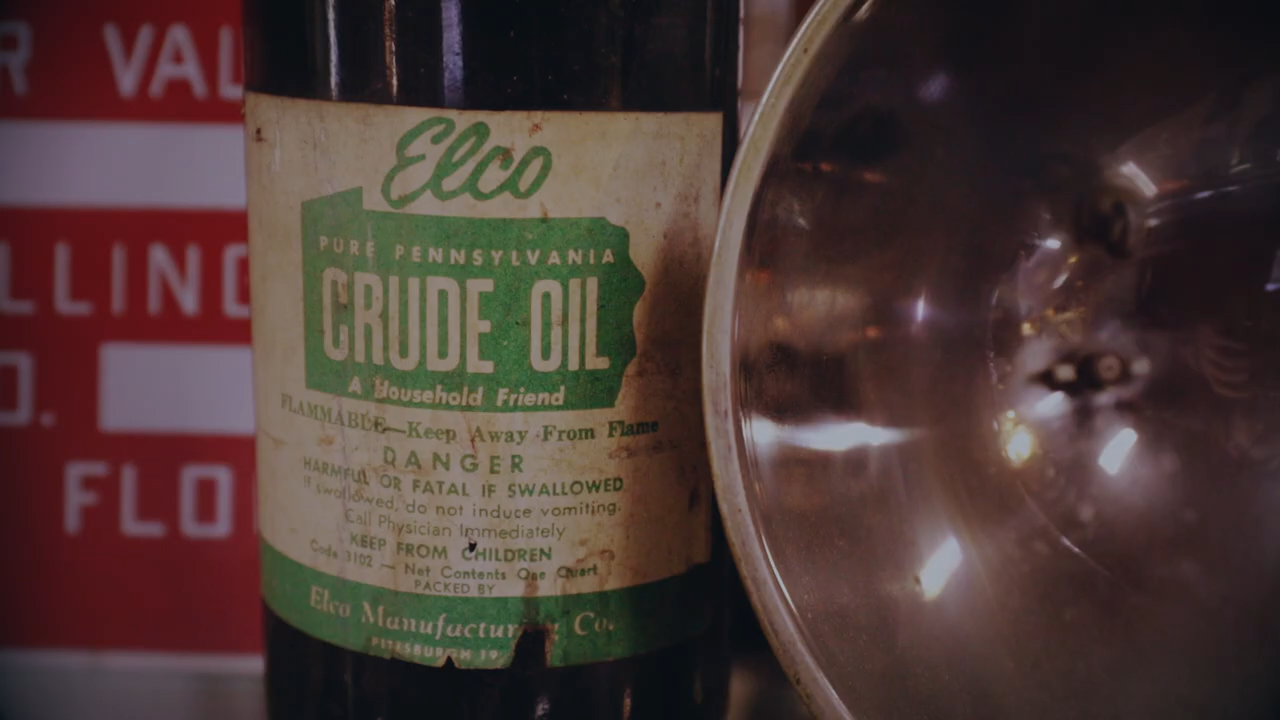 R VAL
LLING
O.
FLO
Elco
PURE PENNSYLVANIA
CRUDE OIL
A Household Friend
FLAMMABLE—Keep Away From Flame
DANGER
HARMFUL OR FATAL IF SWALLOWED
If swallowed, do not induce vomiting.
Call Physician Immediately
KEEP FROM CHILDREN
Code 3102 — Net Contents One Quart
PACKED BY
Elco Manufactur Co.
PITTSBURGH 19